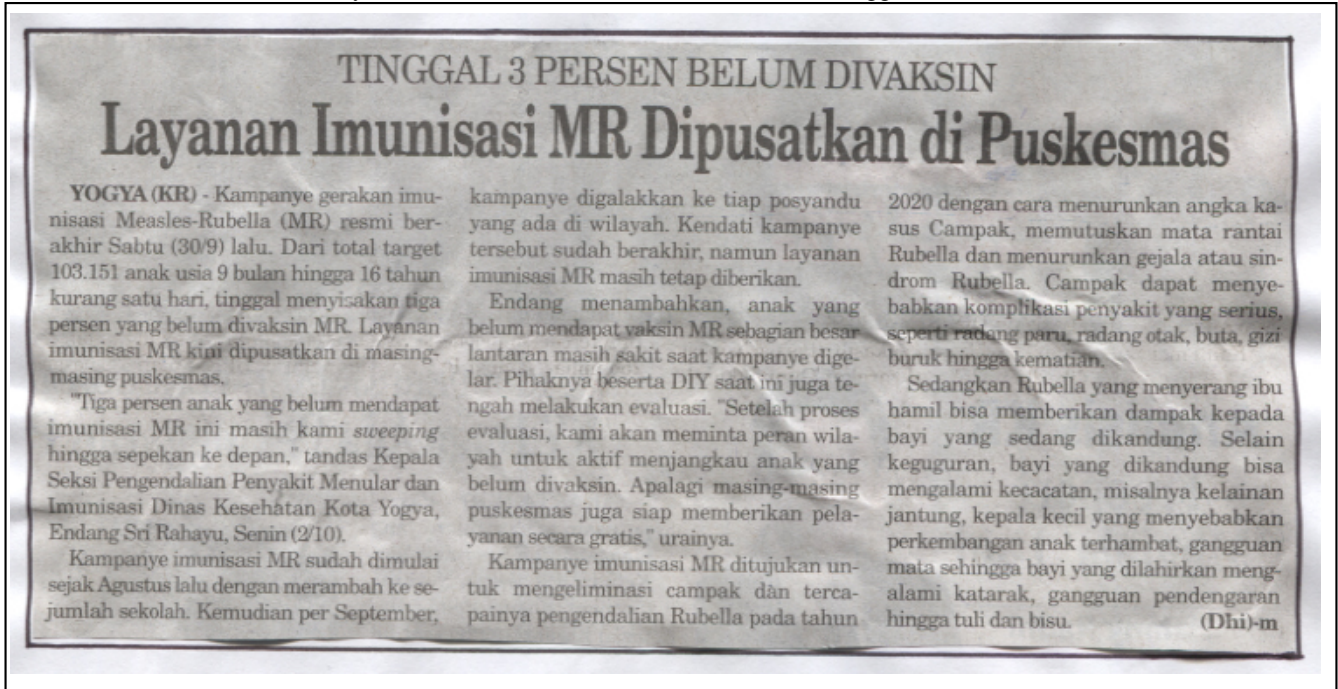 TINGGAL 3 PERSEN BELUM DIVAKSIN
Layanan Imunisasi MR Dipusatkan di Puskesmas
YOGYA (KR) - Kampanye gerakan imu-
nisasi Measles-Rubella (MR) resmi ber-
akhir Sabtu (30/9) lalu. Dari total target
103.151 anak usia 9 bulan hingga 16 tahun
kurang satu hari, tinggal menyisakan tiga
persen yang belum divaksin MR. Layanan
imunisasi MR kini dipusatkan di masing-
masing puskesmas.
"Tiga persen anak yang belum mendapat
imunisasi MR ini masih kami sweeping
hingga sepekan ke depan," tandas Kepala
Seksi Pengendalian Penyakit Menular dan
Imunisasi Dinas Kesehatan Kota Yogya,
Endang Sri Rahayu, Senin (2/10).
Kampanye imunisasi MR sudah dimulai
sejak Agustus lalu dengan merambah ke se-
jumlah sekolah. Kemudian per September,
kampanye digalakkan ke tiap posyandu
yang ada di wilayah. Kendati kampanye
tersebut sudah berakhir, namun layanan
imunisasi MR masih tetap diberikan.
Endang menambahkan, anak yang
belum mendapat vaksin MR sebagian besar
lantaran masih sakit saat kampanye dige-
lar. Pihaknya beserta DIY saat ini juga te-
ngah melakukan evaluasi. "Setelah proses
evaluasi, kami akan meminta peran wila-
yah untuk aktif menjangkau anak yang
belum divaksin. Apalagi masing-masing
puskesmas juga siap memberikan pela-
yanan secara gratis," urainya.
Kampanye imunisasi MR ditujukan un-
tuk mengeliminasi campak dan terca-
painya pengendalian Rubella pada tahun
2020 dengan cara menurunkan angka ka-
sus Campak, memutuskan mata rantai
Rubella dan menurunkan gejala atau sin-
drom Rubella. Campak dapat menye-
babkan komplikasi penyakit yang serius,
seperti radang paru, radang otak, buta, gizi
buruk hingga kematian.
Sedangkan Rubella yang menyerang ibu
hamil bisa memberikan dampak kepada
bayi yang sedang dikandung. Selain
keguguran, bayi yang dikandung bisa
mengalami kecacatan, misalnya kelainan
jantung, kepala kecil yang menyebabkan
perkembangan anak terhambat, gangguan
mata sehingga bayi yang dilahirkan meng-
alami katarak, gangguan pendengaran
hingga tuli dan bisu. (Dhi)-m